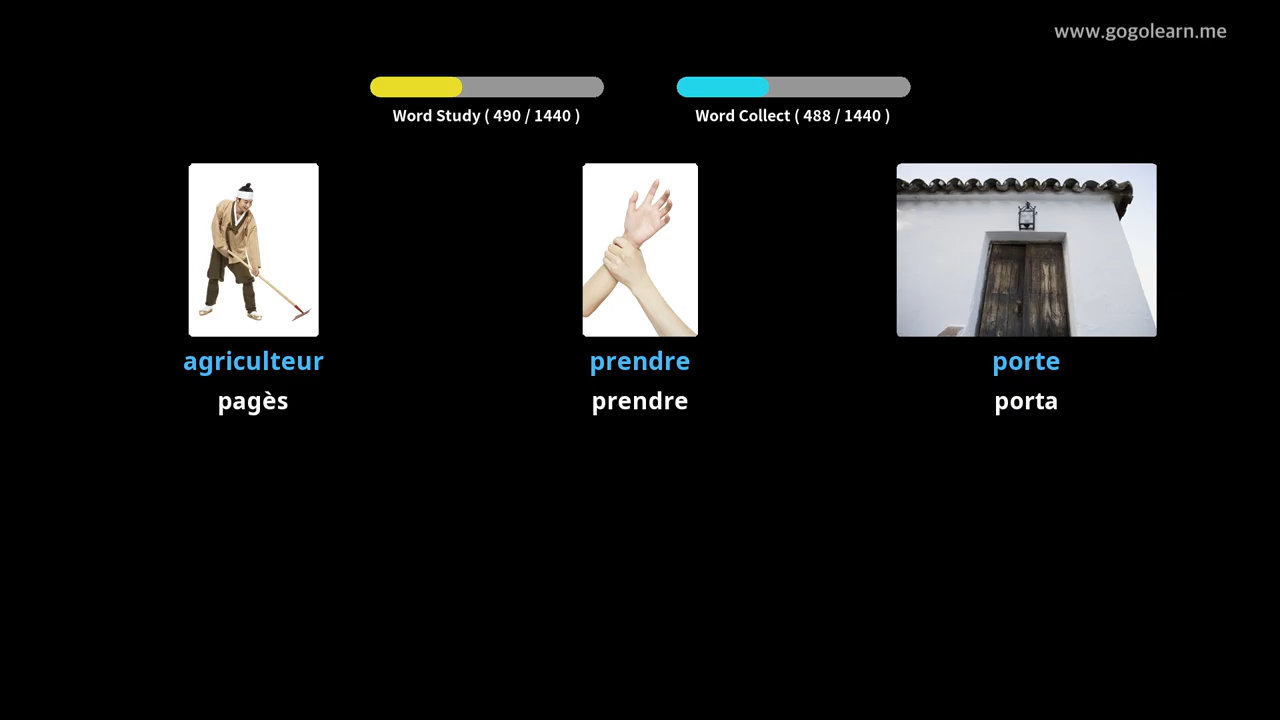 www.gogolearn.me
Word Study ( 490 / 1440 )
Word Collect ( 488 / 1440 )
agriculteur
pagès
prendre
prendre
porte
porta